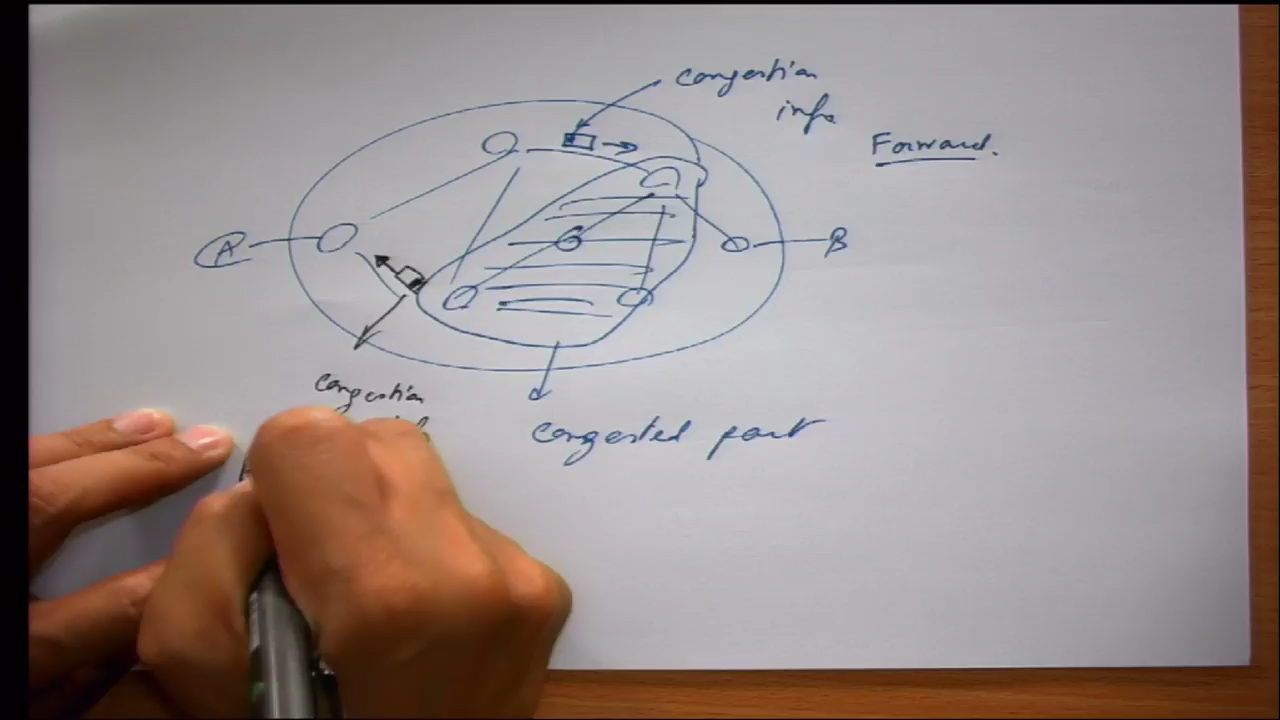 congestion
info
Forward.
A
B
congestion
congested part